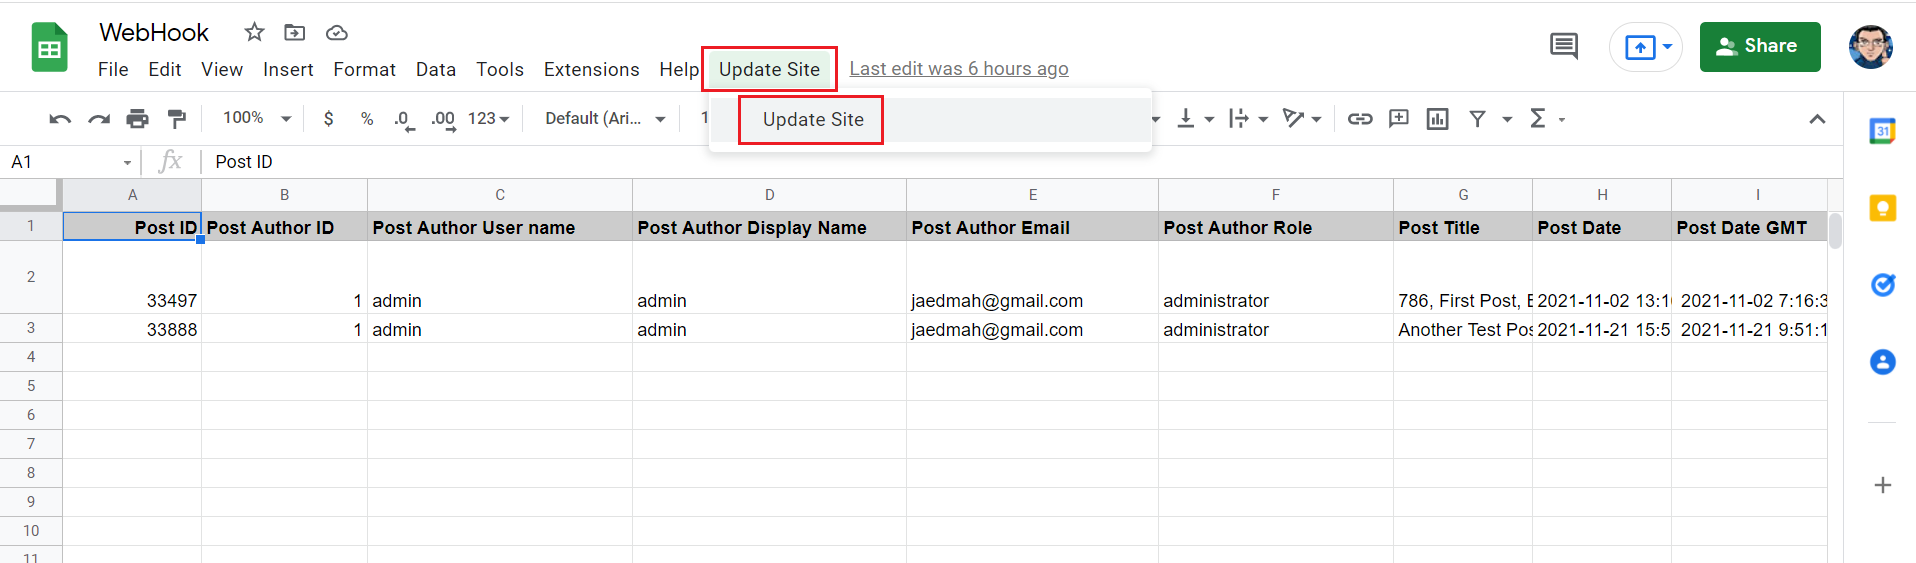 WebHook
File Edit View Insert Format Data Tools Extensions Help Update Site Last edit was 6 hours ago
Share
100% $ % .0 .00 123 Default (Ari... 1
Update Site
31
A1 fx Post ID
A B C D E F G H I
1 Post ID Post Author ID Post Author User name Post Author Display Name Post Author Email Post Author Role Post Title Post Date Post Date GMT
2 33497 1 admin admin jaedmah@gmail.com administrator 786, First Post, E 2021-11-02 13:1 2021-11-02 7:16:3
3 33888 1 admin admin jaedmah@gmail.com administrator Another Test Pos 2021-11-21 15:5 2021-11-21 9:51:1
4
5
6
7
8
9
10
11